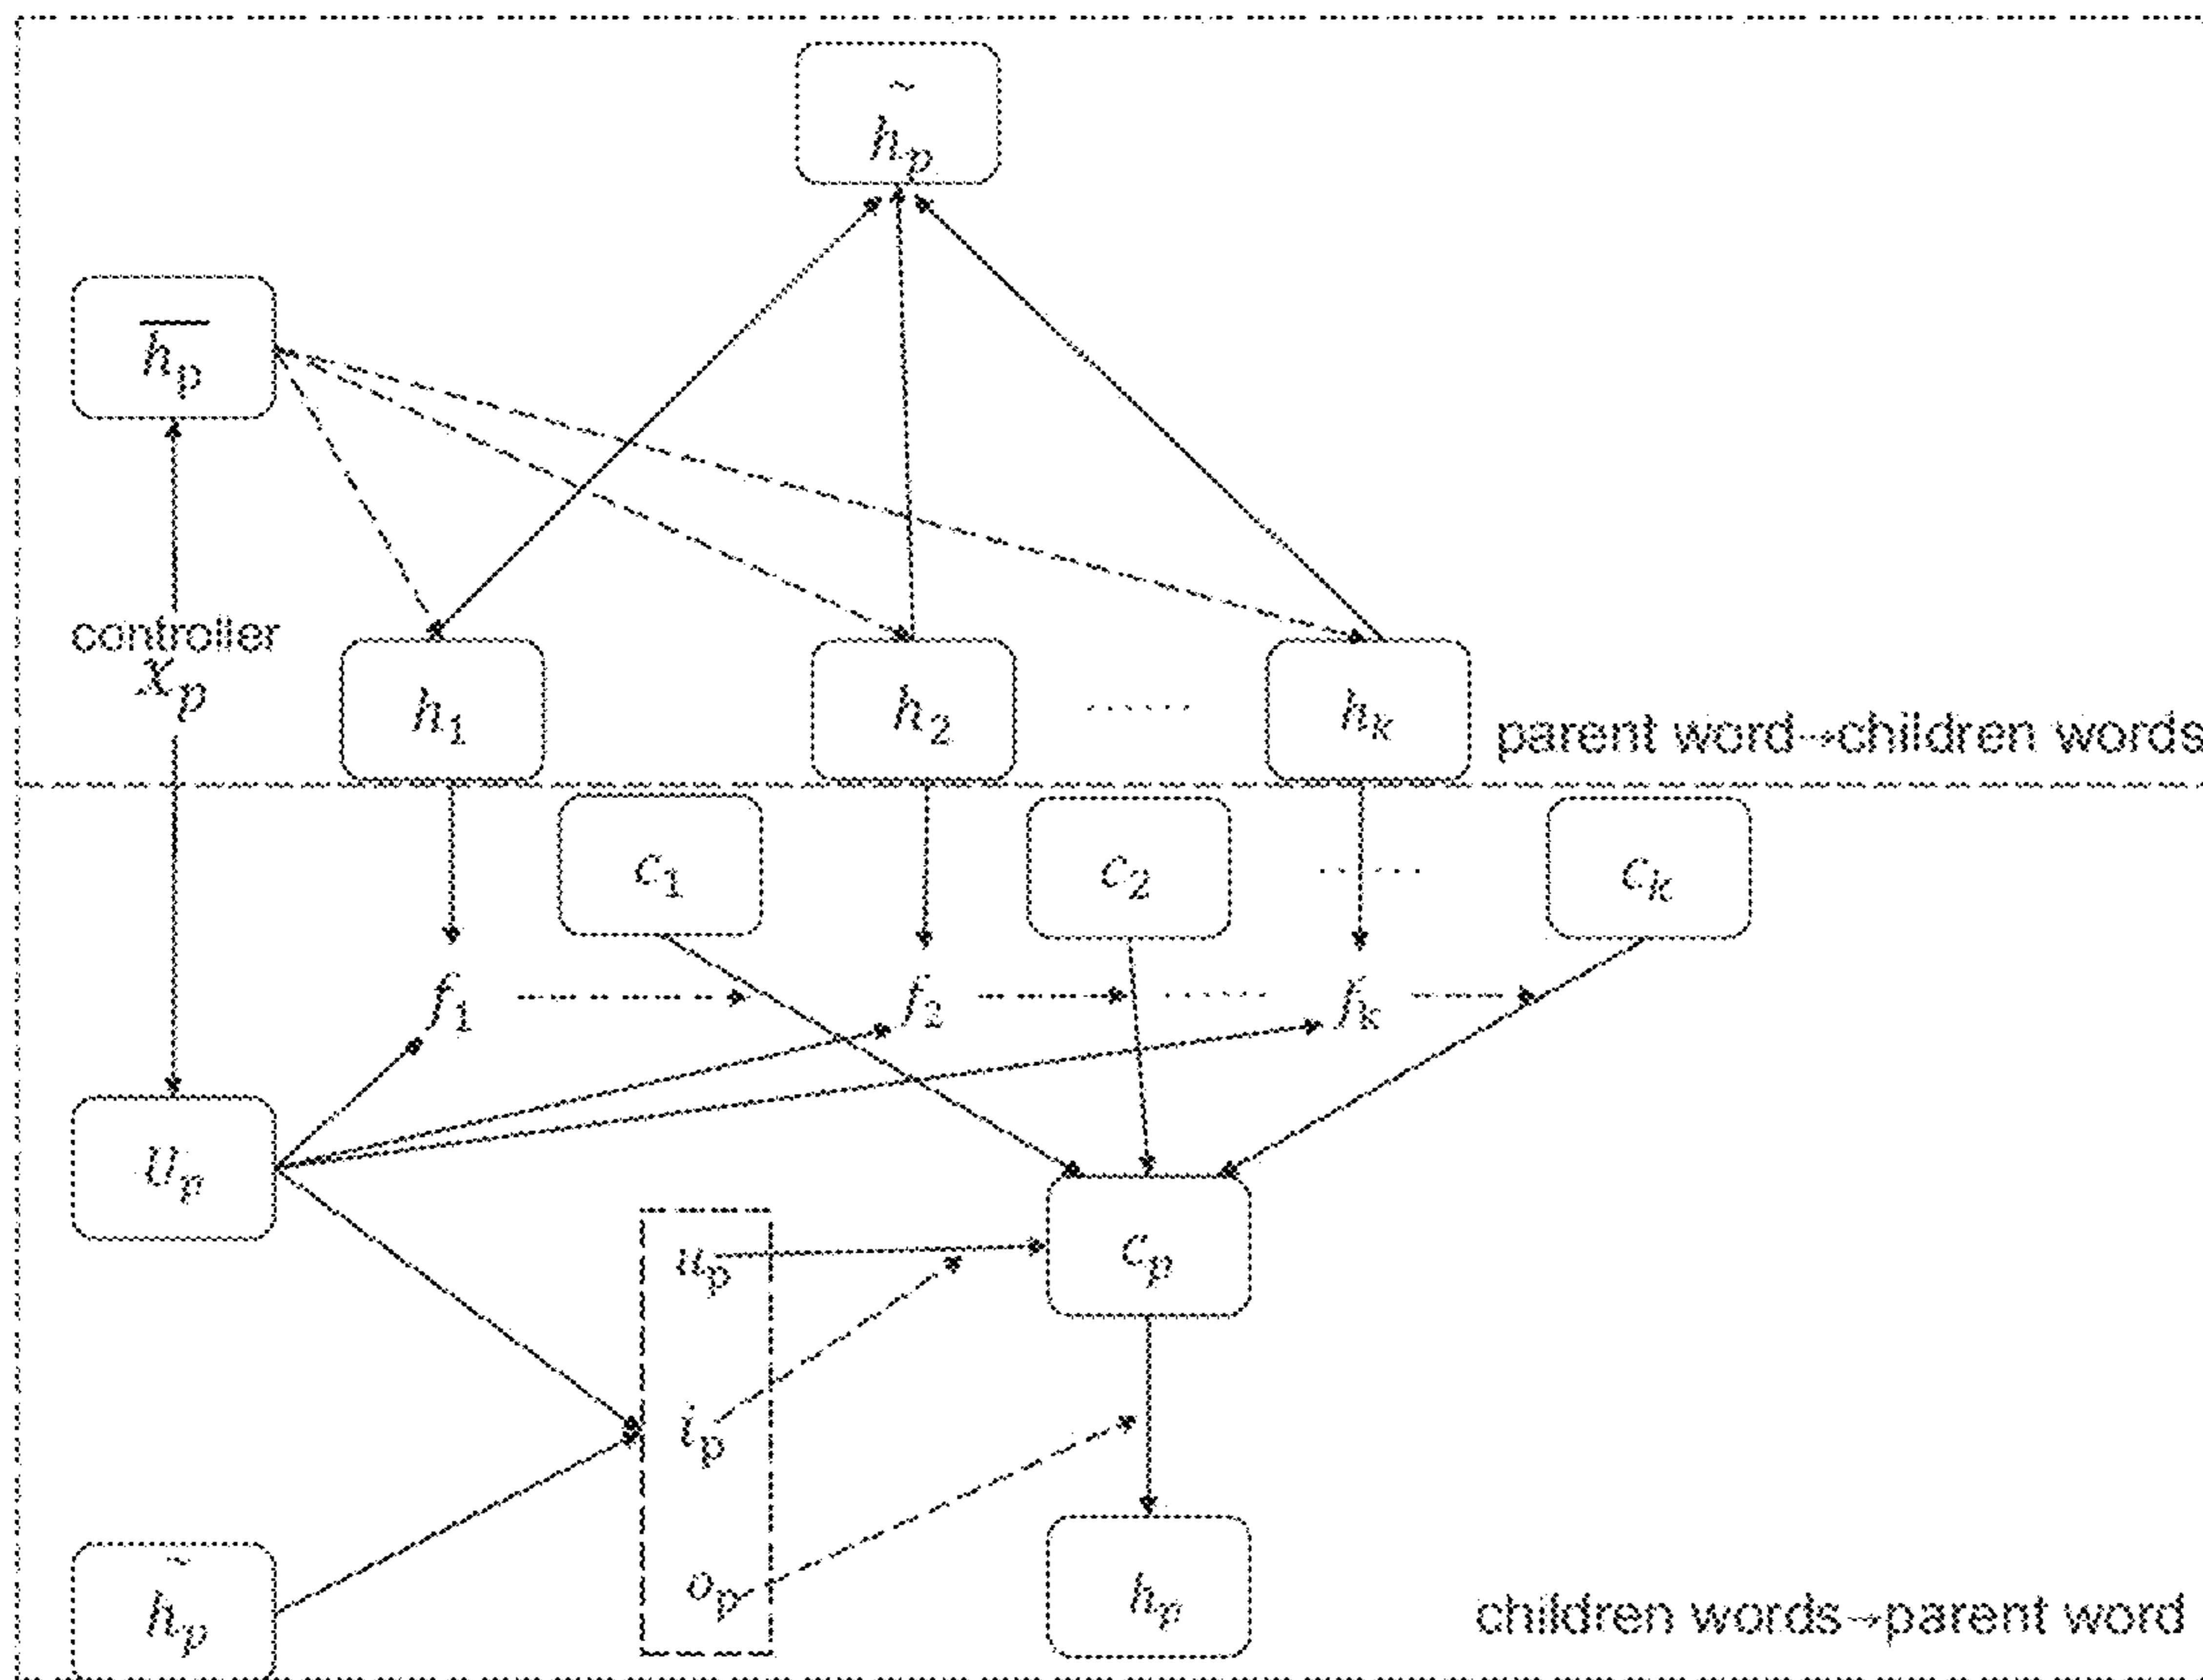 h̃ₚ
h̅ₚ
controller
xₚ
h₁
h₂
......
hₖ
parent word→children words
c₁
c₂
......
cₖ
f₁
f₂
......
fₖ
Uₚ
uₚ
cₚ
iₚ
oₚ
h̃ₚ
hₚ
children words→parent word